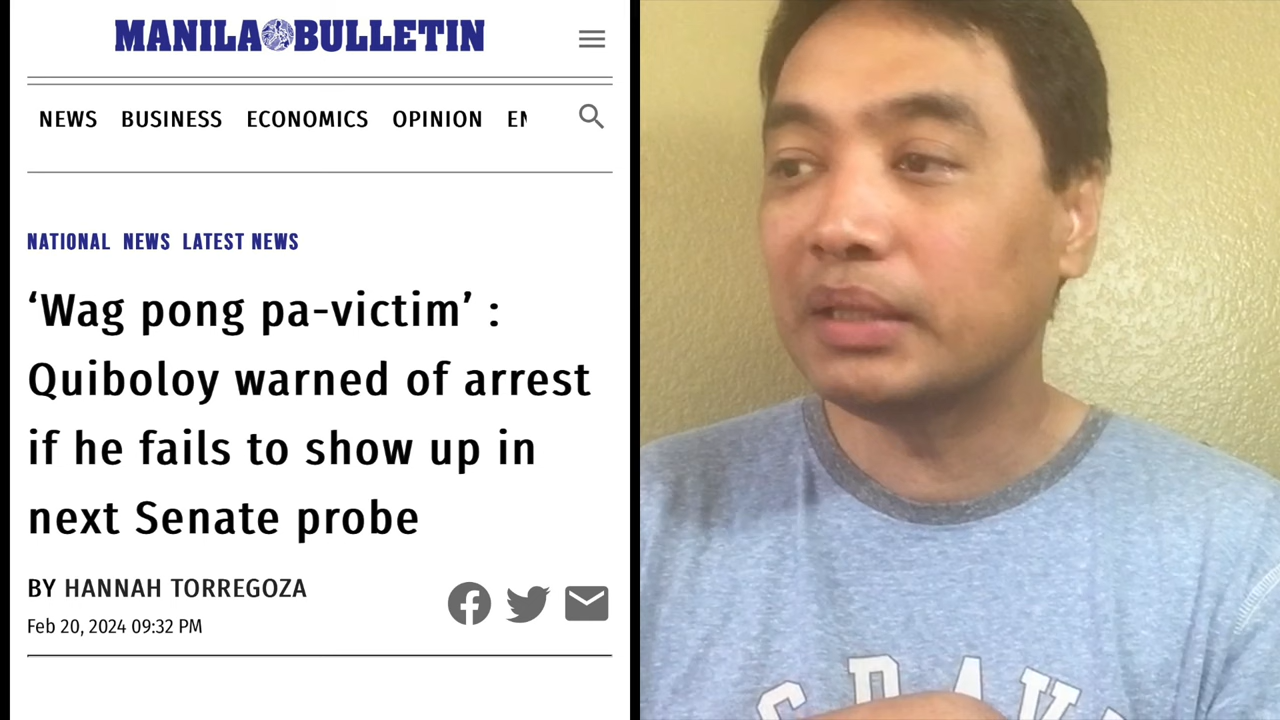 MANILA BULLETIN
NEWS BUSINESS ECONOMICS OPINION
NATIONAL NEWS LATEST NEWS
‘Wag pong pa-victim’ :
Quiboloy warned of arrest
if he fails to show up in
next Senate probe
BY HANNAH TORREGOZA
Feb 20, 2024 09:32 PM